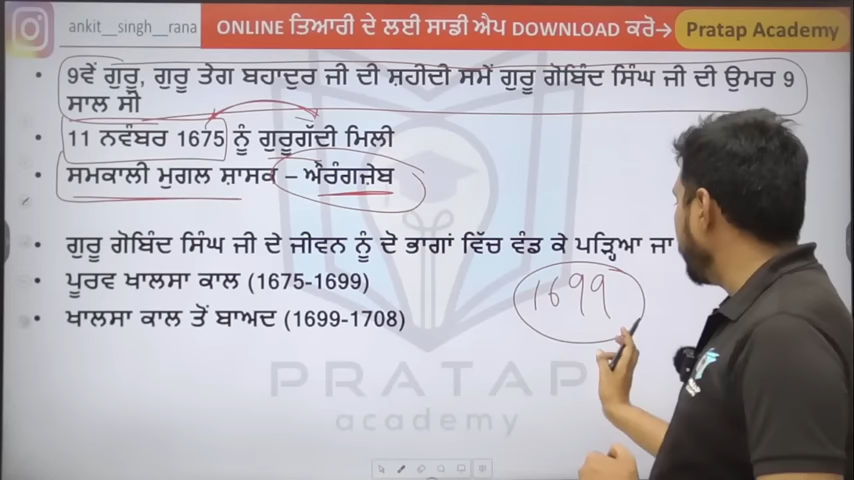 ankit__singh_rana
ONLINE ਤਿਆਰੀ ਦੇ ਲਈ ਸਾਡੀ ਐਪ DOWNLOAD ਕਰੋ→
Pratap Academy
• 9ਵੇਂ ਗੁਰੂ, ਗੁਰੂ ਤੇਗ ਬਹਾਦੁਰ ਜੀ ਦੀ ਸ਼ਹੀਦੀ ਸਮੇਂ ਗੁਰੂ ਗੋਬਿੰਦ ਸਿੰਘ ਜੀ ਦੀ ਉਮਰ 9
ਸਾਲ ਸੀ
• 11 ਨਵੰਬਰ 1675 ਨੂੰ ਗੁਰੂਗੱਦੀ ਮਿਲੀ
• ਸਮਕਾਲੀ ਮੁਗਲ ਸ਼ਾਸਕ – ਔਰੰਗਜ਼ੇਬ
• ਗੁਰੂ ਗੋਬਿੰਦ ਸਿੰਘ ਜੀ ਦੇ ਜੀਵਨ ਨੂੰ ਦੋ ਭਾਗਾਂ ਵਿੱਚ ਵੰਡ ਕੇ ਪੜ੍ਹਿਆ ਜਾ
• ਪੂਰਵ ਖਾਲਸਾ ਕਾਲ (1675-1699)
1699
• ਖਾਲਸਾ ਕਾਲ ਤੋਂ ਬਾਅਦ (1699-1708)
PRATAP
academy